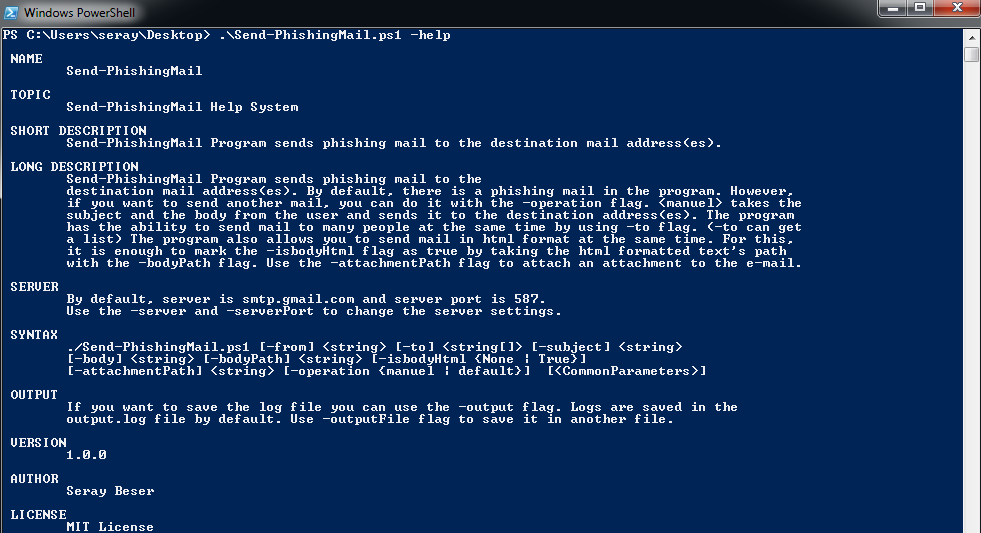 Windows PowerShell
PS C:\Users\seray\Desktop> .\Send-PhishingMail.ps1 -help
NAME
Send-PhishingMail
TOPIC
Send-PhishingMail Help System
SHORT DESCRIPTION
Send-PhishingMail Program sends phishing mail to the destination mail address(es).
LONG DESCRIPTION
Send-PhishingMail Program sends phishing mail to the
destination mail address(es). By default, there is a phishing mail in the program. However,
if you want to send another mail, you can do it with the -operation flag. {manuel} takes the
subject and the body from the user and sends it to the destination address(es). The program
has the ability to send mail to many people at the same time by using -to flag. (-to can get
a list) The program also allows you to send mail in html format at the same time. For this,
it is enough to mark the -isbodyHtml flag as true by taking the html formatted text's path
with the -bodyPath flag. Use the -attachmentPath flag to attach an attachment to the e-mail.
SERVER
By default, server is smtp.gmail.com and server port is 587.
Use the -server and -serverPort to change the server settings.
SYNTAX
./Send-PhishingMail.ps1 [-from] <string> [-to] <string[]> [-subject] <string>
[-body] <string> [-bodyPath] <string> [-isbodyHtml {None | True}]
[-attachmentPath] <string> [-operation {manuel | default}]  [<CommonParameters>]
OUTPUT
If you want to save the log file you can use the -output flag. Logs are saved in the
output.log file by default. Use -outputFile flag to save it in another file.
VERSION
1.0.0
AUTHOR
Seray Beser
LICENSE
MIT License